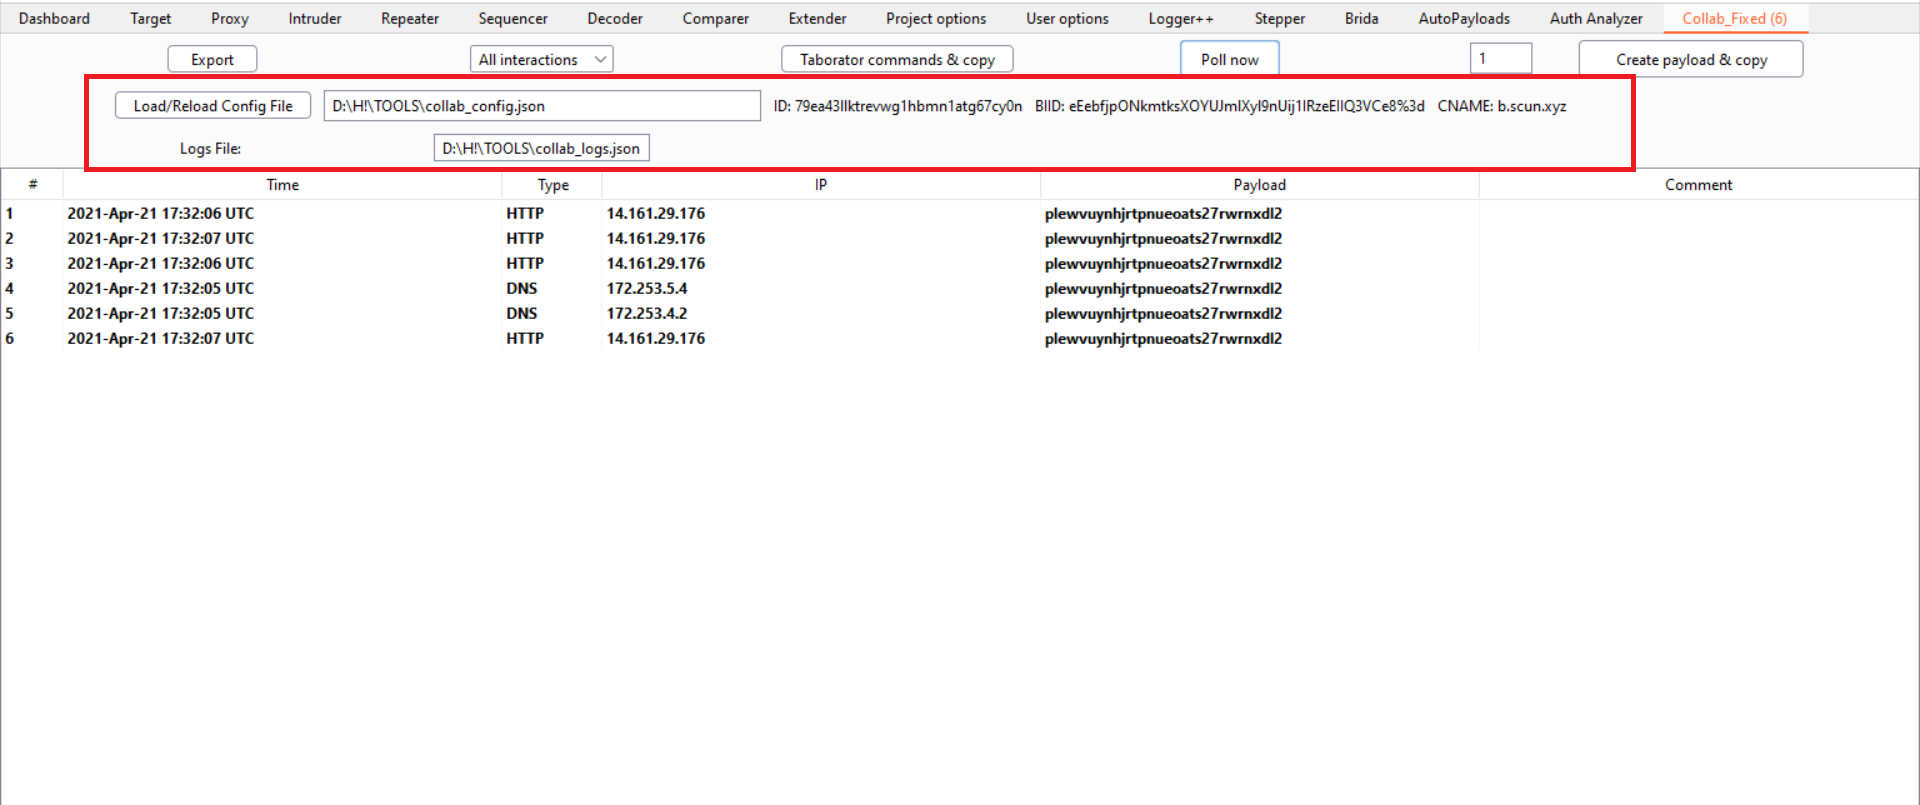 Dashboard Target Proxy Intruder Repeater Sequencer Decoder Comparer Extender Project options User options Logger++ Stepper Brida AutoPayloads Auth Analyzer Collab_Fixed (6)
Export All interactions Taborator commands & copy Poll now 1 Create payload & copy
Load/Reload Config File D:\H!\TOOLS\collab_config.json ID: 79ea43llktrevwg1hbmn1atg67cy0n BIID: eEebfjpONkmtksXOYUJmIXyI9nUij1lRzeEIlQ3VCe8%3d CNAME: b.scun.xyz
Logs File: D:\H!\TOOLS\collab_logs.json
# Time Type IP Payload Comment
1 2021-Apr-21 17:32:06 UTC HTTP 14.161.29.176 plewvuynhjrtpnueoats27rwrnxdl2
2 2021-Apr-21 17:32:07 UTC HTTP 14.161.29.176 plewvuynhjrtpnueoats27rwrnxdl2
3 2021-Apr-21 17:32:06 UTC HTTP 14.161.29.176 plewvuynhjrtpnueoats27rwrnxdl2
4 2021-Apr-21 17:32:05 UTC DNS 172.253.5.4 plewvuynhjrtpnueoats27rwrnxdl2
5 2021-Apr-21 17:32:05 UTC DNS 172.253.4.2 plewvuynhjrtpnueoats27rwrnxdl2
6 2021-Apr-21 17:32:07 UTC HTTP 14.161.29.176 plewvuynhjrtpnueoats27rwrnxdl2